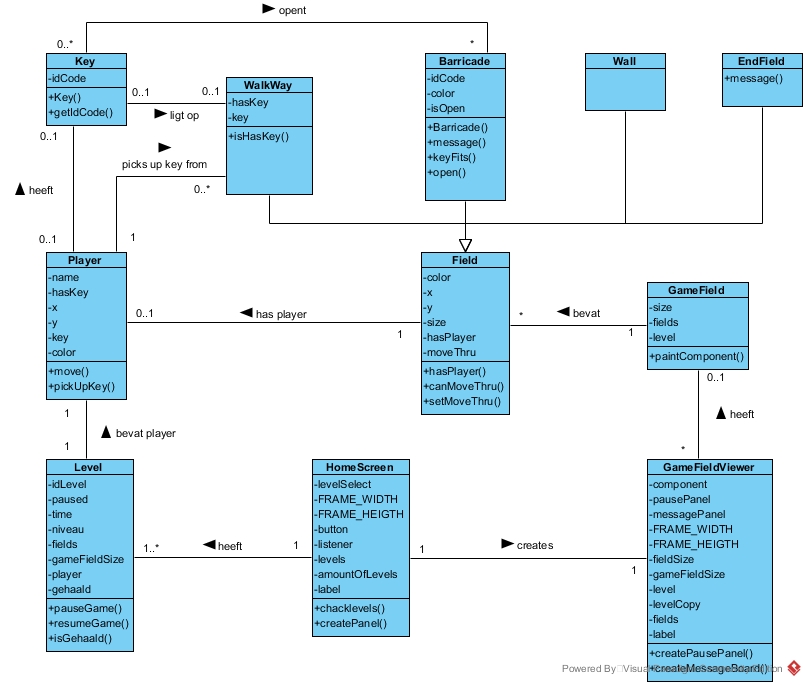 opent
0..*
*
Key
-idCode
+Key()
+getIdCode()
0..1
0..1
ligt op
WalkWay
-hasKey
-key
+isHasKey()
Barricade
-idCode
-color
-isOpen
+Barricade()
+message()
+keyFits()
+open()
Wall
EndField
+message()
0..1
heeft
0..1
picks up key from
0..*
1
Player
-name
-hasKey
-x
-y
-key
-color
+move()
+pickUpKey()
0..1
has player
1
Field
-color
-x
-y
-size
-hasPlayer
-moveThru
+hasPlayer()
+canMoveThru()
+setMoveThru()
*
bevat
1
GameField
-size
-fields
-level
+paintComponent()
0..1
heeft
*
1
bevat player
1
Level
-idLevel
-paused
-time
-niveau
-fields
-gameFieldSize
-player
-gehaald
+pauseGame()
+resumeGame()
+isGehaald()
1..*
heeft
1
HomeScreen
-levelSelect
-FRAME_WIDTH
-FRAME_HEIGTH
-button
-listener
-levels
-amountOfLevels
-label
+chacklevels()
+createPanel()
1
creates
1
GameFieldViewer
-component
-pausePanel
-messagePanel
-FRAME_WIDTH
-FRAME_HEIGTH
-fieldSize
-gameFieldSize
-level
-levelCopy
-fields
-label
+createPausePanel()
+createMessageBoard()
Powered By